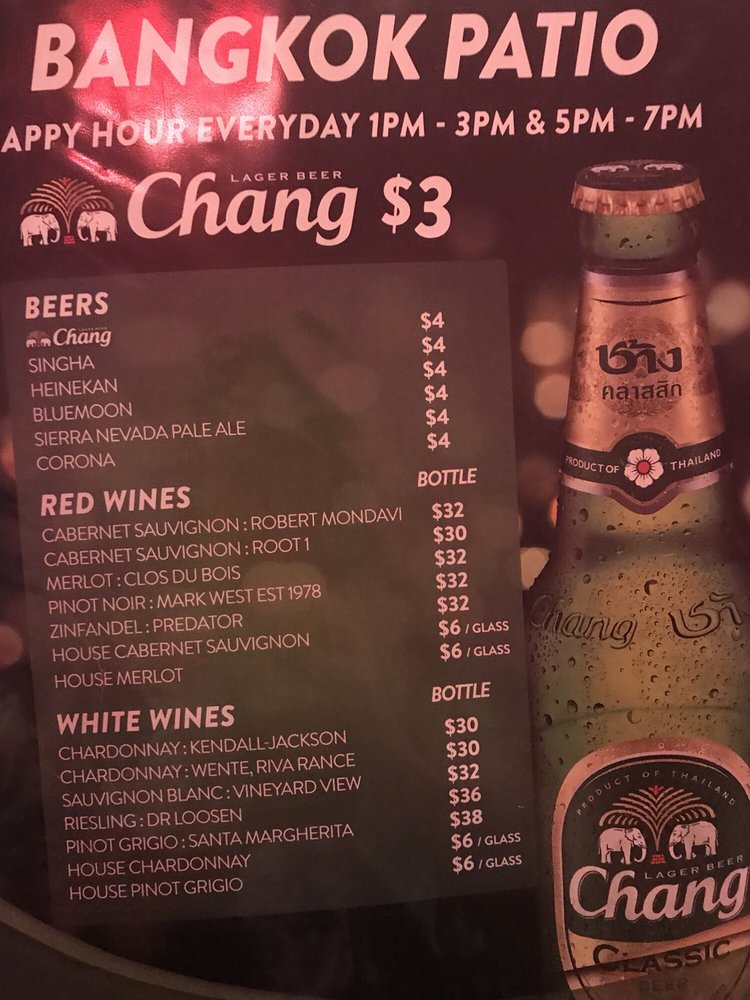 BANGKOK PATIO
APPY HOUR EVERYDAY 1PM - 3PM & 5PM - 7PM
LAGER BEER
Chang $3
BEERS
Chang $4
SINGHA $4
HEINEKAN $4
BLUEMOON $4
SIERRA NEVADA PALE ALE $4
CORONA $4
RED WINES BOTTLE
CABERNET SAUVIGNON : ROBERT MONDAVI $32
CABERNET SAUVIGNON : ROOT 1 $30
MERLOT : CLOS DU BOIS $32
PINOT NOIR : MARK WEST EST 1978 $32
ZINFANDEL : PREDATOR $32
HOUSE CABERNET SAUVIGNON $6 / GLASS
HOUSE MERLOT $6 / GLASS
WHITE WINES BOTTLE
CHARDONNAY : KENDALL-JACKSON $30
CHARDONNAY : WENTE, RIVA RANCE $30
SAUVIGNON BLANC : VINEYARD VIEW $32
RIESLING : DR LOOSEN $36
PINOT GRIGIO : SANTA MARGHERITA $38
HOUSE CHARDONNAY $6 / GLASS
HOUSE PINOT GRIGIO $6 / GLASS
ช้าง
คลาสสิก
PRODUCT OF THAILAND
Chang ช้า
PRODUCT OF THAILAND
LAGER BEER
Chang
CLASSIC
BEER